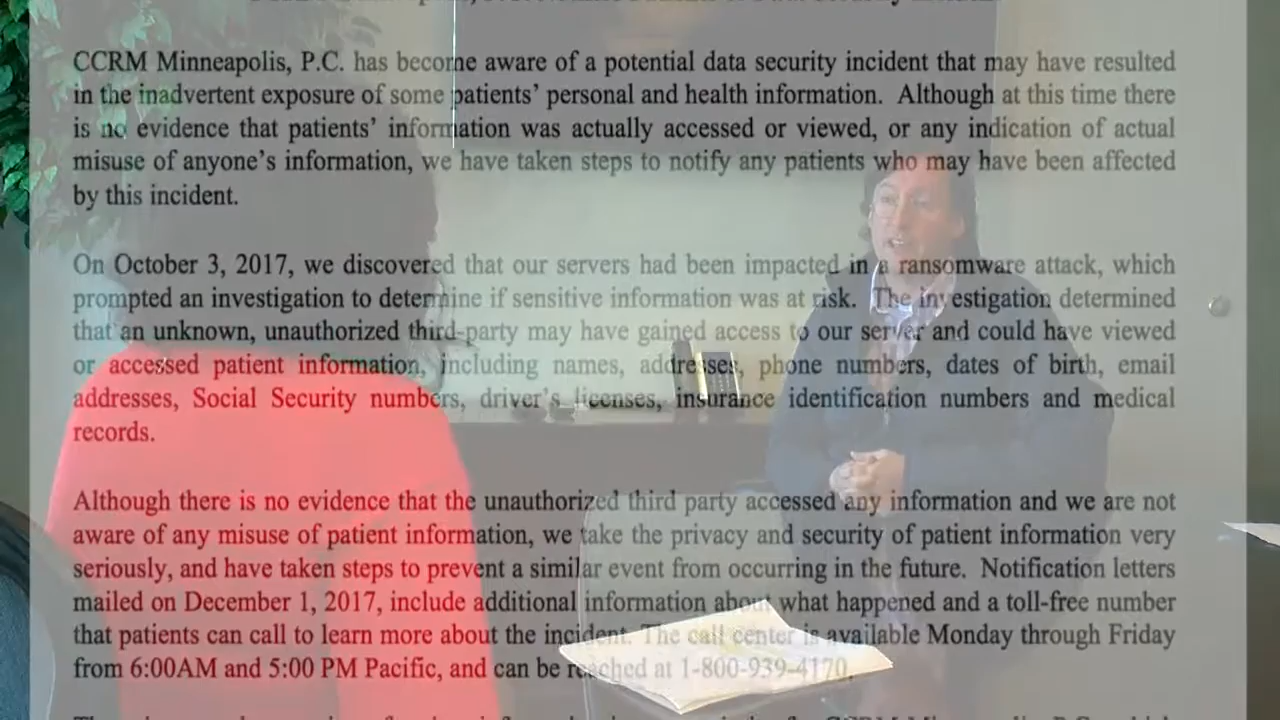 CCRM Minneapolis, P.C. has become aware of a potential data security incident that may have resulted
in the inadvertent exposure of some patients’ personal and health information.  Although at this time there
is no evidence that patients’ information was actually accessed or viewed, or any indication of actual
misuse of anyone’s information, we have taken steps to notify any patients who may have been affected
by this incident.
On October 3, 2017, we discovered that our servers had been impacted in a ransomware attack, which
prompted an investigation to determine if sensitive information was at risk.  The investigation determined
that an unknown, unauthorized third-party may have gained access to our server and could have viewed
or accessed patient information, including names, addresses, phone numbers, dates of birth, email
addresses, Social Security numbers, driver’s licenses, insurance identification numbers and medical
records.
Although there is no evidence that the unauthorized third party accessed any information and we are not
aware of any misuse of patient information, we take the privacy and security of patient information very
seriously, and have taken steps to prevent a similar event from occurring in the future.  Notification letters
mailed on December 1, 2017, include additional information about what happened and a toll-free number
that patients can call to learn more about the incident. The call center is available Monday through Friday
from 6:00AM and 5:00 PM Pacific, and can be reached at 1-800-939-4170.